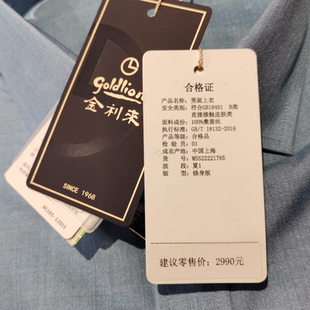 goldlion
金利来
SINCE 1968
合格证
产品名称：男装上衣
安全类别：符合GB18401 B类
直接接触皮肤类
面料成份：100%桑蚕丝
执行标准：GB/T 18132-2016
产品等级：合格品
检验员：01
成衣产地：中国上海
货号：MSS2221765
波段：夏1
版型：修身版
建议零售价：2990元